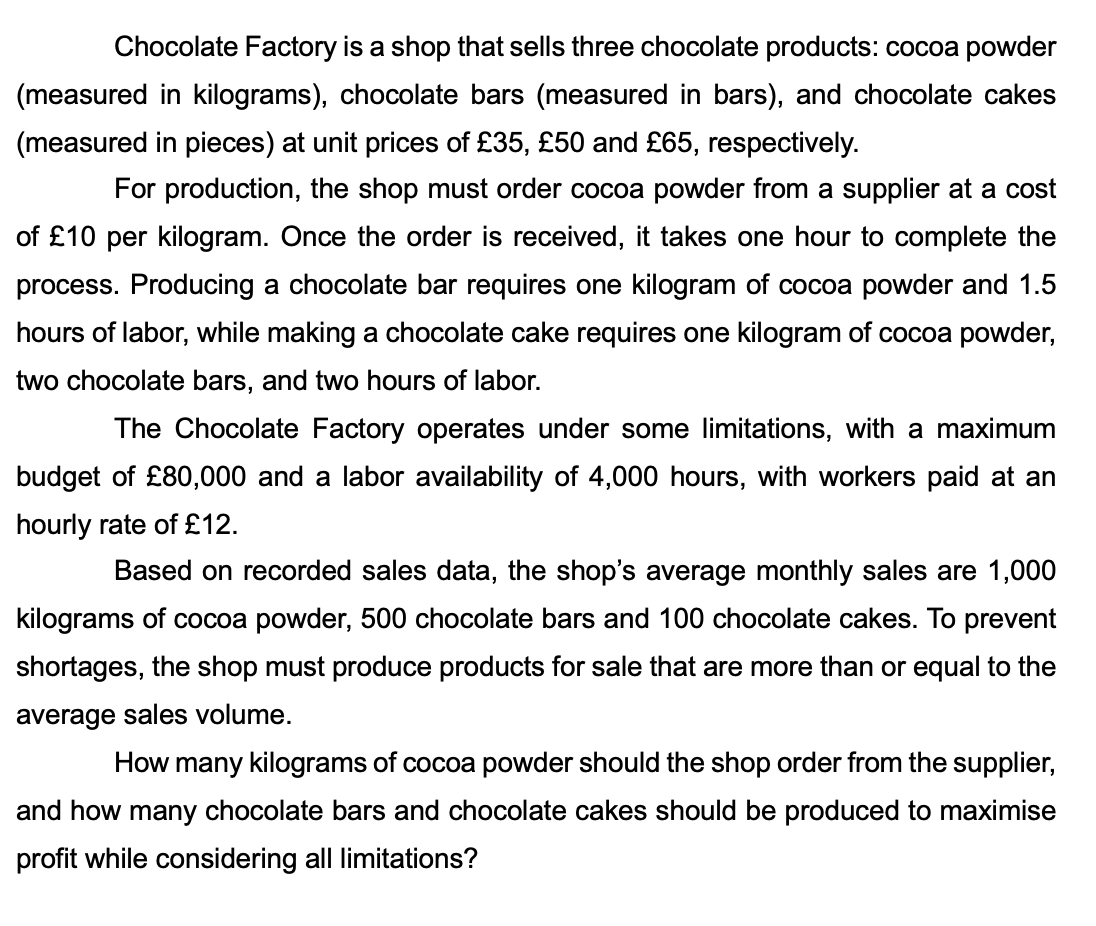 Chocolate Factory is a shop that sells three chocolate products: cocoa powder
(measured in kilograms), chocolate bars (measured in bars), and chocolate cakes
(measured in pieces) at unit prices of £35, £50 and £65, respectively.
For production, the shop must order cocoa powder from a supplier at a cost
of £10 per kilogram. Once the order is received, it takes one hour to complete the
process. Producing a chocolate bar requires one kilogram of cocoa powder and 1.5
hours of labor, while making a chocolate cake requires one kilogram of cocoa powder,
two chocolate bars, and two hours of labor.
The Chocolate Factory operates under some limitations, with a maximum
budget of £80,000 and a labor availability of 4,000 hours, with workers paid at an
hourly rate of £12.
Based on recorded sales data, the shop's average monthly sales are 1,000
kilograms of cocoa powder, 500 chocolate bars and 100 chocolate cakes. To prevent
shortages, the shop must produce products for sale that are more than or equal to the
average sales volume.
How many kilograms of cocoa powder should the shop order from the supplier,
and how many chocolate bars and chocolate cakes should be produced to maximise
profit while considering all limitations?